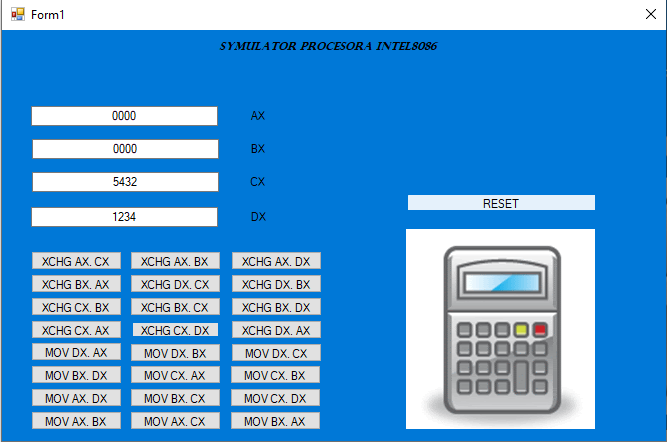 Form1
SYMULATOR PROCESORA INTEL8086
0000 AX
0000 BX
5432 CX
1234 DX
RESET
XCHG AX. CX XCHG AX. BX XCHG AX. DX
XCHG BX. AX XCHG DX. CX XCHG DX. BX
XCHG CX. BX XCHG BX. CX XCHG BX. DX
XCHG CX. AX XCHG CX. DX XCHG DX. AX
MOV DX. AX MOV DX. BX MOV DX. CX
MOV BX. DX MOV CX. AX MOV CX. BX
MOV AX. DX MOV BX. CX MOV CX. DX
MOV AX. BX MOV AX. CX MOV BX. AX